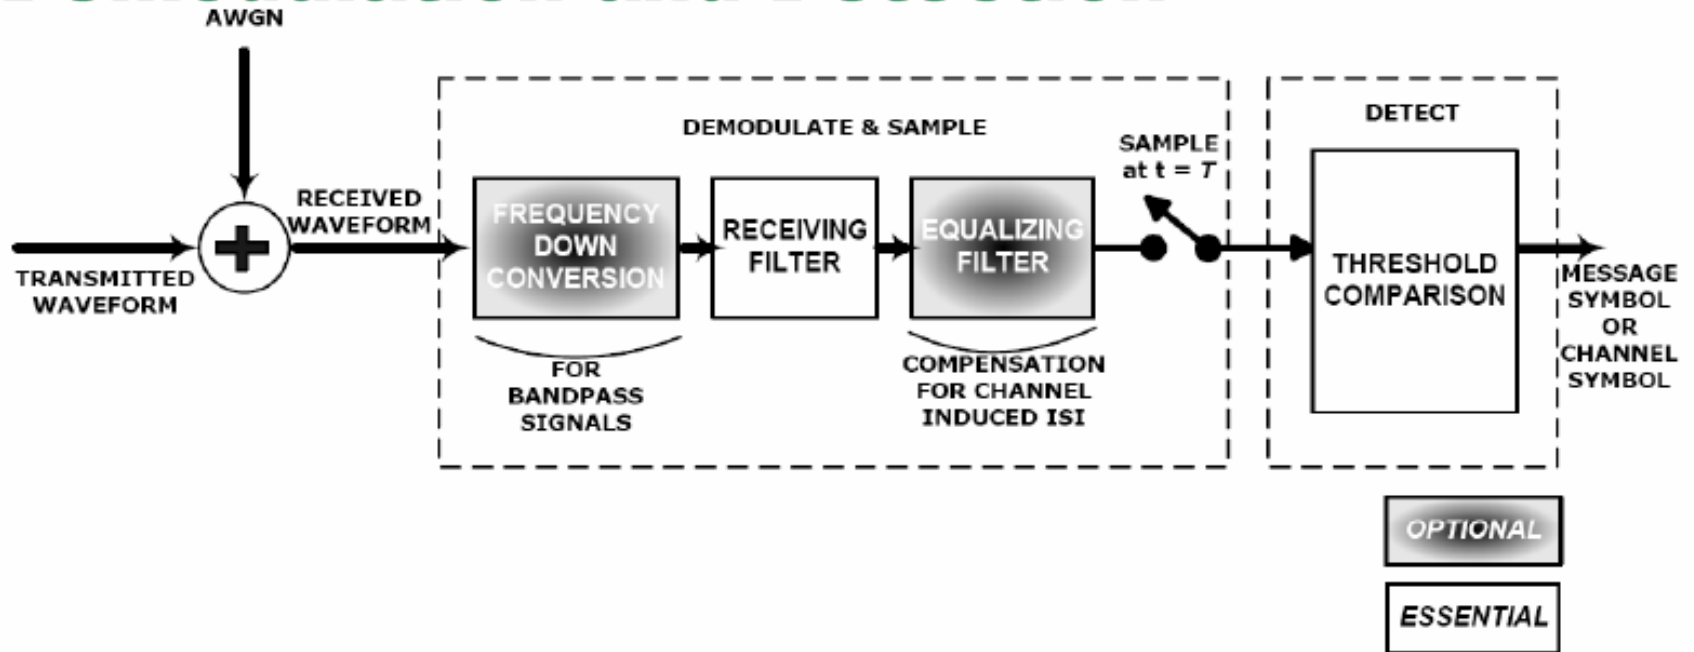 AWGN
DEMODULATE & SAMPLE
DETECT
SAMPLE
at t = T
RECEIVED
WAVEFORM
TRANSMITTED
WAVEFORM
FREQUENCY
DOWN
CONVERSION
RECEIVING
FILTER
EQUALIZING
FILTER
THRESHOLD
COMPARISON
MESSAGE
SYMBOL
OR
CHANNEL
SYMBOL
FOR
BANDPASS
SIGNALS
COMPENSATION
FOR CHANNEL
INDUCED ISI
OPTIONAL
ESSENTIAL